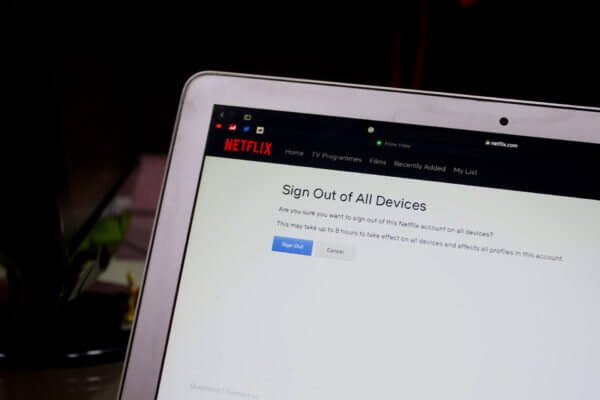 netflix.com
NETFLIX Home TV Programmes Films Recently Added My List
Sign Out of All Devices
Are you sure you want to sign out of this Netflix account on all devices?
This may take up to 8 hours to take effect on all devices and affects all profiles in this account.
Sign Out Cancel
Questions?